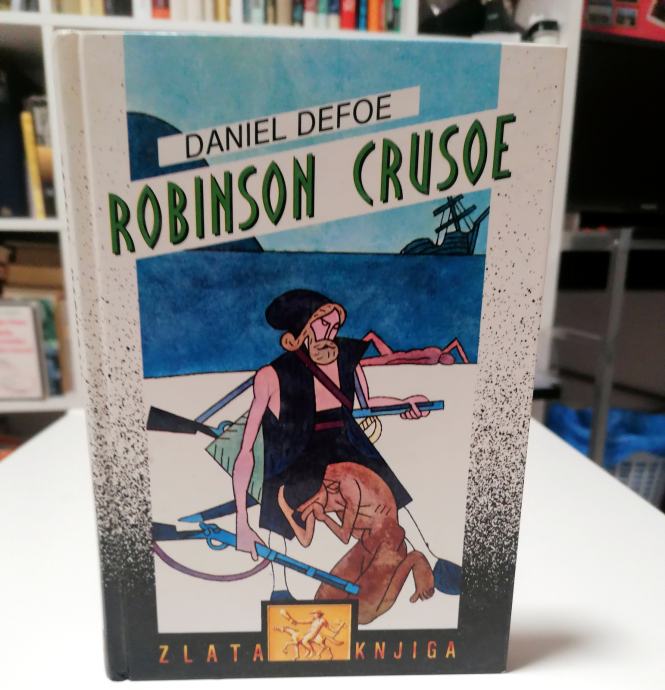 DANIEL DEFOE
ROBINSON CRUSOE
ZLATA KNJIGA